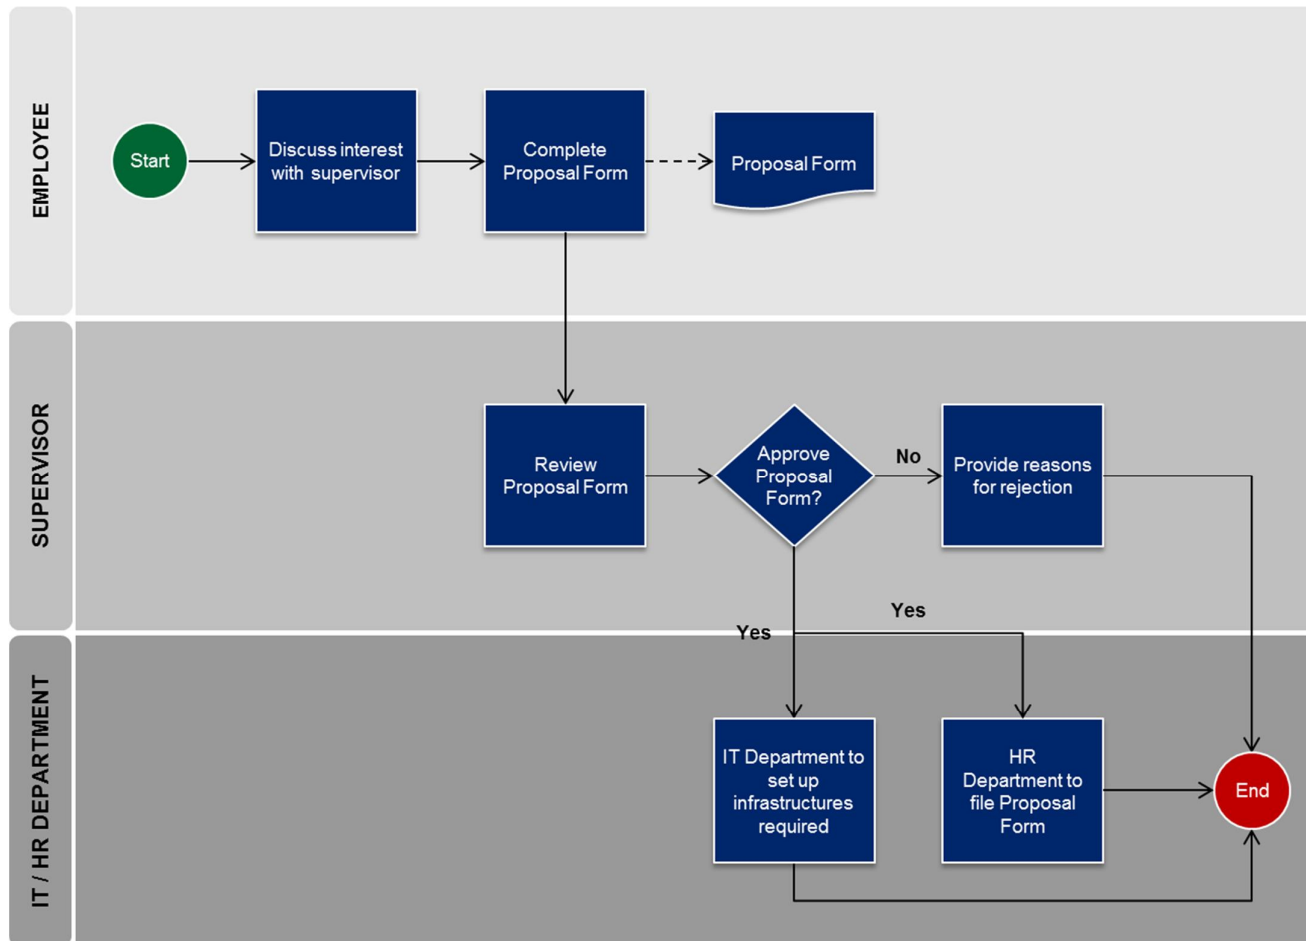 EMPLOYEE
Start
Discuss interest
with supervisor
Complete
Proposal Form
Proposal Form
SUPERVISOR
Review
Proposal Form
Approve
Proposal
Form?
No
Provide reasons
for rejection
Yes
Yes
IT / HR DEPARTMENT
IT Department to
set up
infrastructures
required
HR
Department to
file Proposal
Form
End